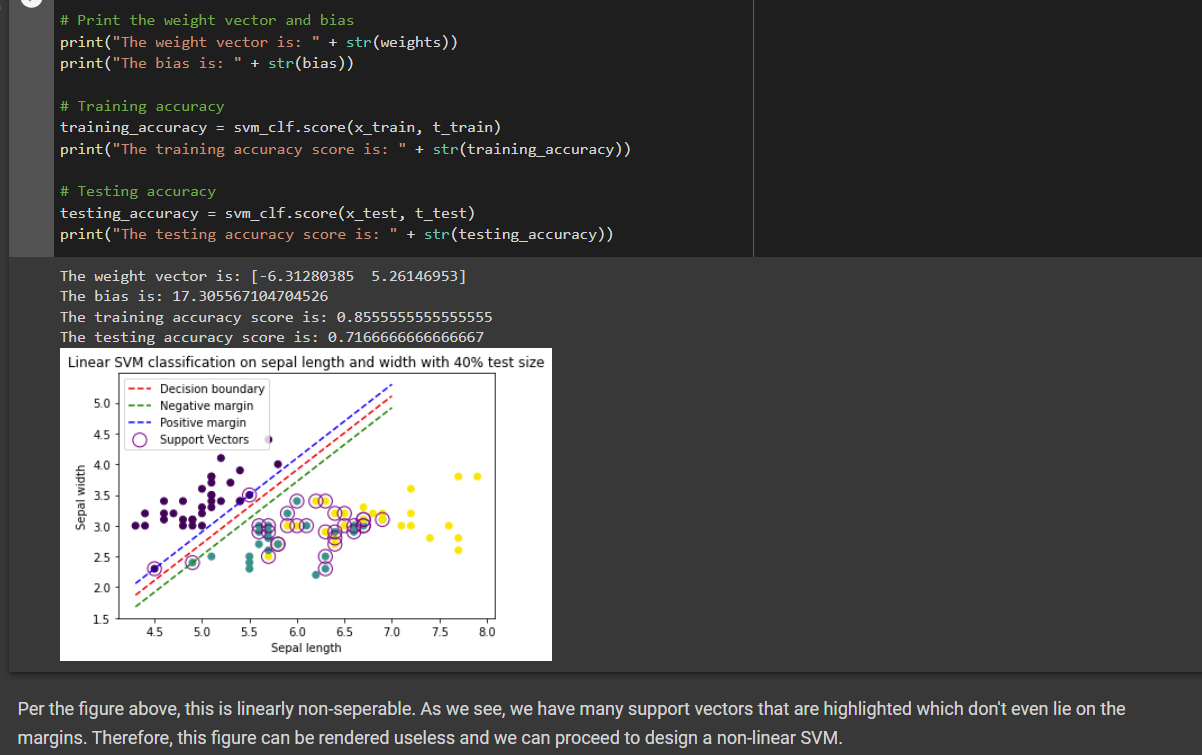 # Print the weight vector and bias
print("The weight vector is: " + str(weights))
print("The bias is: " + str(bias))
# Training accuracy
training_accuracy = svm_clf.score(x_train, t_train)
print("The training accuracy score is: " + str(training_accuracy))
# Testing accuracy
testing_accuracy = svm_clf.score(x_test, t_test)
print("The testing accuracy score is: " + str(testing_accuracy))
The weight vector is: [-6.31280385  5.26146953]
The bias is: 17.305567104704526
The training accuracy score is: 0.8555555555555555
The testing accuracy score is: 0.7166666666666667
Linear SVM classification on sepal length and width with 40% test size
Decision boundary
Negative margin
Positive margin
Support Vectors
Sepal width
5.0
4.5
4.0
3.5
3.0
2.5
2.0
1.5
4.5 5.0 5.5 6.0 6.5 7.0 7.5 8.0
Sepal length
Per the figure above, this is linearly non-seperable. As we see, we have many support vectors that are highlighted which don't even lie on the
margins. Therefore, this figure can be rendered useless and we can proceed to design a non-linear SVM.